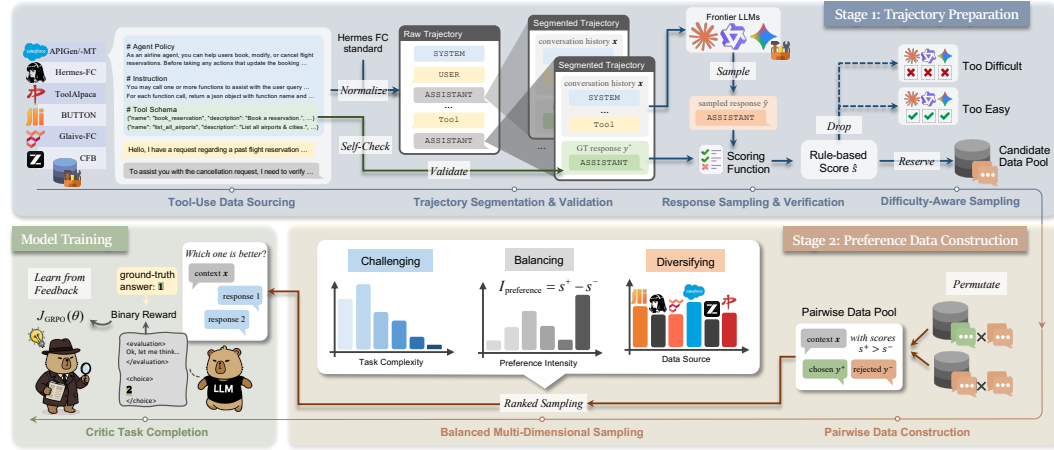 Stage 1: Trajectory Preparation
APIGen/-MT
Hermes-FC
ToolAlpaca
BUTTON
Glaive-FC
CFB
# Agent Policy
As an airline agent, you can help users book, modify, or cancel flight
reservations. Before taking any actions that update the booking ...
# Instruction
You may call one or more functions to assist with the user query ...
For each function call, return a json object with function name and ...
# Tool Schema
{"name": "book_reservation", "description": "Book a reservation.", ...}
{"name": "list_all_airports", "description": "List all airports & cities.", ...}
Hello, I have a request regarding a past flight reservation ...
To assist you with the cancellation request, I need to verify ...
Tool-Use Data Sourcing
Hermes FC
standard
Normalize
Self-Check
Validate
Raw Trajectory
SYSTEM
USER
ASSISTANT
...
Tool
ASSISTANT
Segmented Trajectory
conversation history x
...
Segmented Trajectory
conversation history x
SYSTEM
...
Tool
GT response y*
ASSISTANT
Trajectory Segmentation & Validation
Frontier LLMs
Sample
sampled response ŷ
ASSISTANT
Scoring
Function
Response Sampling & Verification
Rule-based
Score ŝ
Drop
Too Difficult
Too Easy
Reserve
Candidate
Data Pool
Difficulty-Aware Sampling
Model Training
Learn from
Feedback
J_GRPO(θ)
ground-truth
answer: 1
Binary Reward
<evaluation>
Ok, let me think...
</evaluation>
<choice>
2
</choice>
Which one is better?
context x
response 1
response 2
LLM
Critic Task Completion
Stage 2: Preference Data Construction
Challenging
Task Complexity
Balancing
I_preference = s⁺ − s⁻
Preference Intensity
Diversifying
salesforce
Data Source
Ranked Sampling
Balanced Multi-Dimensional Sampling
Pairwise Data Pool
context x
with scores
s⁺ > s⁻
chosen y⁺
rejected y⁻
Permute
×
×
Pairwise Data Construction